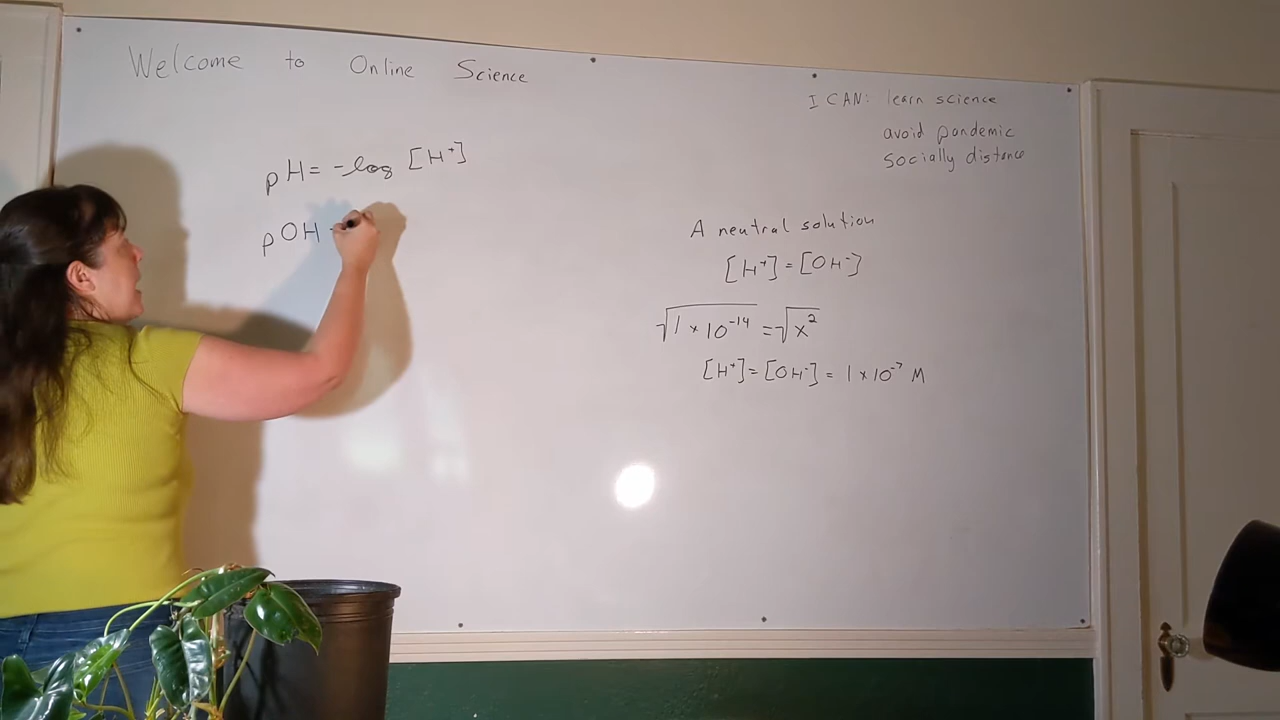 Welcome to Online Science
I CAN: learn science
avoid pandemic
socially distance
pH = -log [H⁺]
pOH -
A neutral solution
[H⁺] = [OH⁻]
√1 × 10⁻¹⁴ = √x²
[H⁺] = [OH⁻] = 1 × 10⁻⁷ M